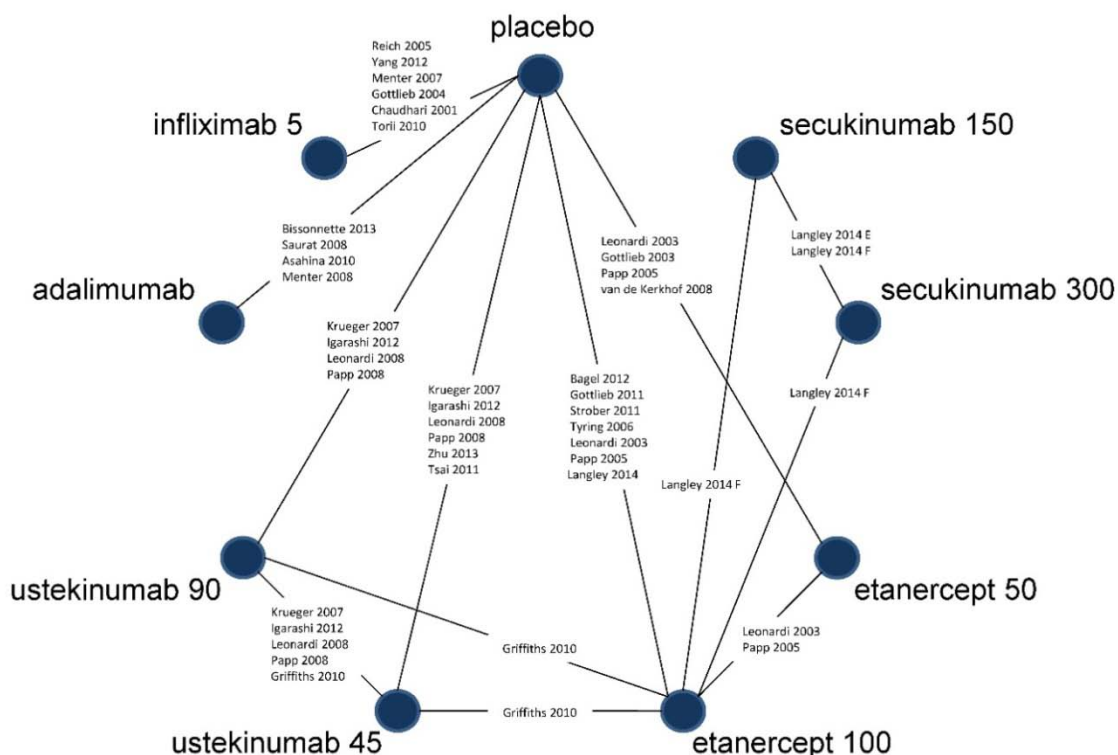 placebo
Reich 2005
Yang 2012
Menter 2007
Gottlieb 2004
Chaudhari 2001
Torii 2010
infliximab 5
secukinumab 150
Bissonnette 2013
Saurat 2008
Asahina 2010
Menter 2008
Leonardi 2003
Gottlieb 2003
Papp 2005
van de Kerkhof 2008
Langley 2014 E
Langley 2014 F
adalimumab
secukinumab 300
Krueger 2007
Igarashi 2012
Leonardi 2008
Papp 2008
Krueger 2007
Igarashi 2012
Leonardi 2008
Papp 2008
Zhu 2013
Tsai 2011
Bagel 2012
Gottlieb 2011
Strober 2011
Tyring 2006
Leonardi 2003
Papp 2005
Langley 2014
Langley 2014 F
Langley 2014 F
ustekinumab 90
etanercept 50
Krueger 2007
Igarashi 2012
Leonardi 2008
Papp 2008
Griffiths 2010
Griffiths 2010
Leonardi 2003
Papp 2005
Griffiths 2010
ustekinumab 45
etanercept 100